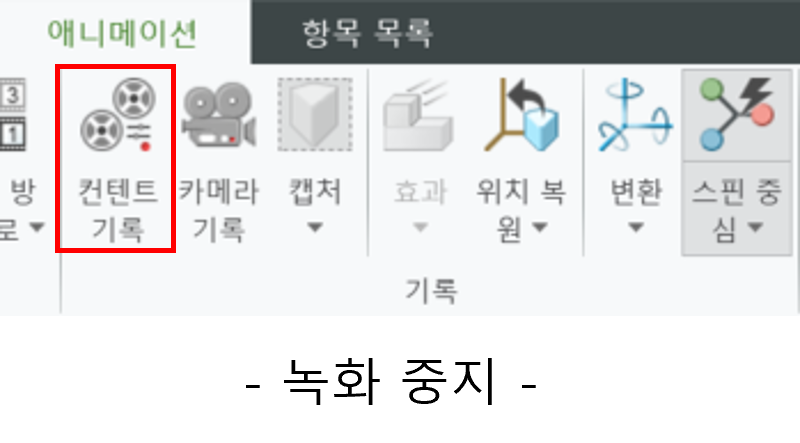 애니메이션 항목 목록
3
1
방
로
컨텐트
기록
카메라
기록
캡처
효과
위치 복
원
변환
스핀 중
심
기록
- 녹화 중지 -